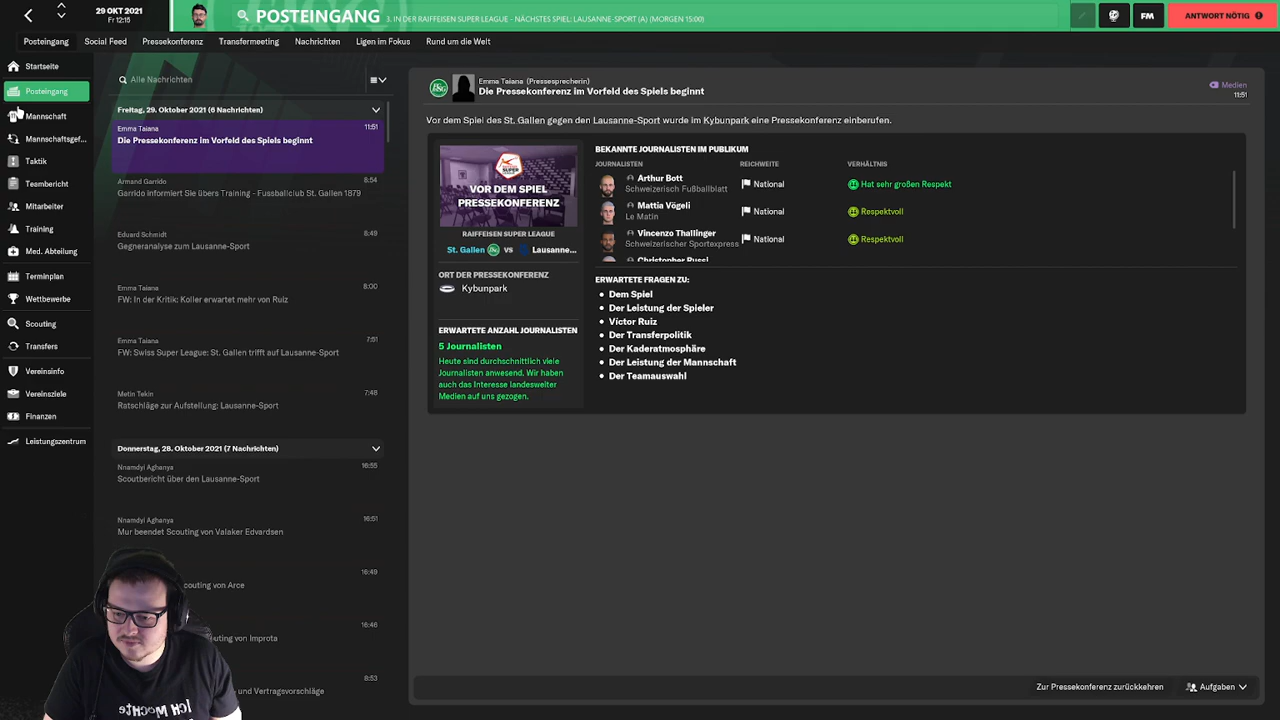 29 OKT 2021
Fr 12:15
POSTEINGANG
3. IN DER RAIFFEISEN SUPER LEAGUE - NÄCHSTES SPIEL: LAUSANNE-SPORT (A) (MORGEN 15:00)
FM
ANTWORT NÖTIG
Posteingang
Social Feed
Pressekonferenz
Transfermeeting
Nachrichten
Ligen im Fokus
Rund um die Welt
Startseite
Posteingang
Mannschaft
Mannschaftsgef...
Taktik
Teambericht
Mitarbeiter
Training
Med. Abteilung
Terminplan
Wettbewerbe
Scouting
Transfers
Vereinsinfo
Vereinsziele
Finanzen
Leistungszentrum
Alle Nachrichten
Freitag, 29. Oktober 2021 (6 Nachrichten)
Emma Taiana 11:51
Die Pressekonferenz im Vorfeld des Spiels beginnt
Armand Garrido 8:54
Garrido informiert Sie übers Training - Fussballclub St. Gallen 1879
Eduard Schmidt 8:49
Gegneranalyse zum Lausanne-Sport
Emma Taiana 8:00
FW: In der Kritik: Koller erwartet mehr von Ruiz
Emma Taiana 7:51
FW: Swiss Super League: St. Gallen trifft auf Lausanne-Sport
Metin Tekin 7:48
Ratschläge zur Aufstellung: Lausanne-Sport
Donnerstag, 28. Oktober 2021 (7 Nachrichten)
Nnamdyi Aghanya 16:55
Scoutbericht über den Lausanne-Sport
Nnamdyi Aghanya 16:51
Mur beendet Scouting von Valaker Edvardsen
16:49
couting von Arce
16:46
uting von Improta
8:53
- und Vertragsvorschläge
Emma Taiana (Pressesprecherin)
Die Pressekonferenz im Vorfeld des Spiels beginnt
Medien
11:51
Vor dem Spiel des St. Gallen gegen den Lausanne-Sport wurde im Kybunpark eine Pressekonferenz einberufen.
VOR DEM SPIEL
PRESSEKONFERENZ
RAIFFEISEN SUPER LEAGUE
St. Gallen VS Lausanne...
ORT DER PRESSEKONFERENZ
Kybunpark
ERWARTETE ANZAHL JOURNALISTEN
5 Journalisten
Heute sind durchschnittlich viele
Journalisten anwesend. Wir haben
auch das Interesse landesweiter
Medien auf uns gezogen.
BEKANNTE JOURNALISTEN IM PUBLIKUM
JOURNALISTEN REICHWEITE VERHÄLTNIS
Arthur Bott
Schweizerisch Fußballblatt
National
Hat sehr großen Respekt
Mattia Vögeli
Le Matin
National
Respektvoll
Vincenzo Thallinger
Schweizerischer Sportexpress
National
Respektvoll
Christopher Russi
ERWARTETE FRAGEN ZU:
• Dem Spiel
• Der Leistung der Spieler
• Víctor Ruiz
• Der Transferpolitik
• Der Kaderatmosphäre
• Der Leistung der Mannschaft
• Der Teamauswahl
Zur Pressekonferenz zurückkehren
Aufgaben
ICH MÖCHTE